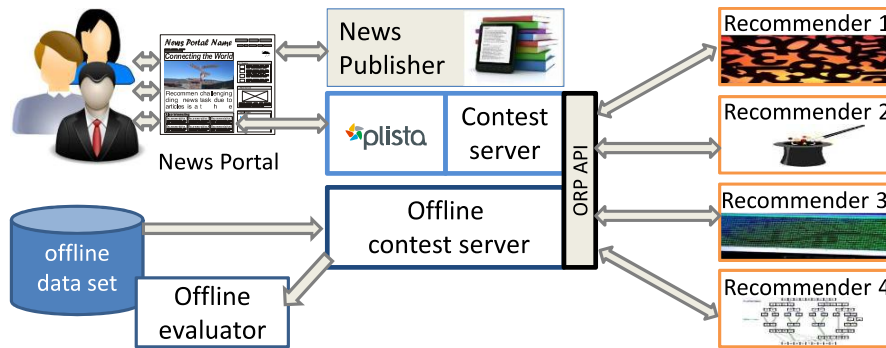 News Portal Name
Connecting the World
Recommen challenging
ding news task due to
articles is a t h e
News Portal
News
Publisher
plista
Contest
server
ORP API
Offline
contest server
offline
data set
Offline
evaluator
Recommender 1
Recommender 2
Recommender 3
Recommender 4